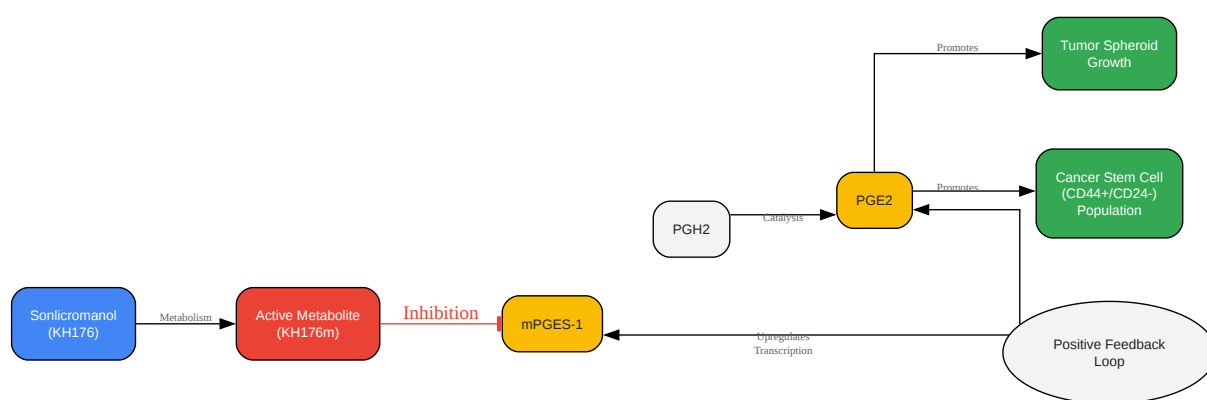 Tumor Spheroid
Growth
Promotes
Cancer Stem Cell
(CD44+/CD24-)
Population
Promotes
PGE2
Catalysis
PGH2
Sonlicromanol
(KH176)
Metabolism
Active Metabolite
(KH176m)
Inhibition
mPGES-1
Upregulates
Transcription
Positive Feedback
Loop